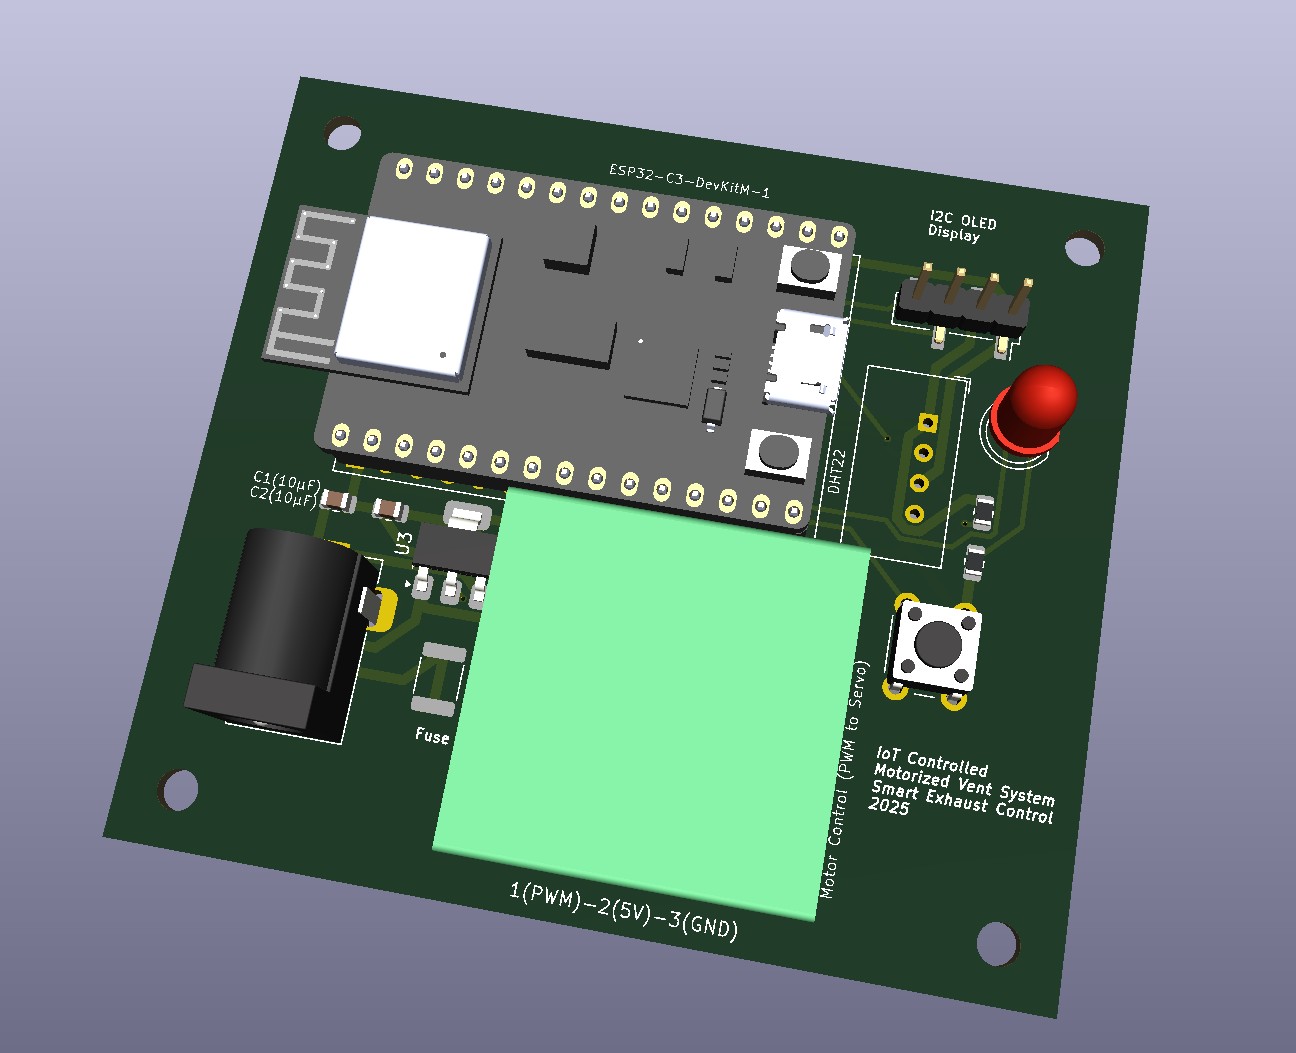 ESP32-C3-DevKitM-1
I2C OLED
Display
DHT22
C1(10µF)
C2(10µF)
U3
Fuse
Motor Control (PWM to Servo)
IoT Controlled
Motorized Vent System
Smart Exhaust Control
2025
1(PWM)-2(5V)-3(GND)